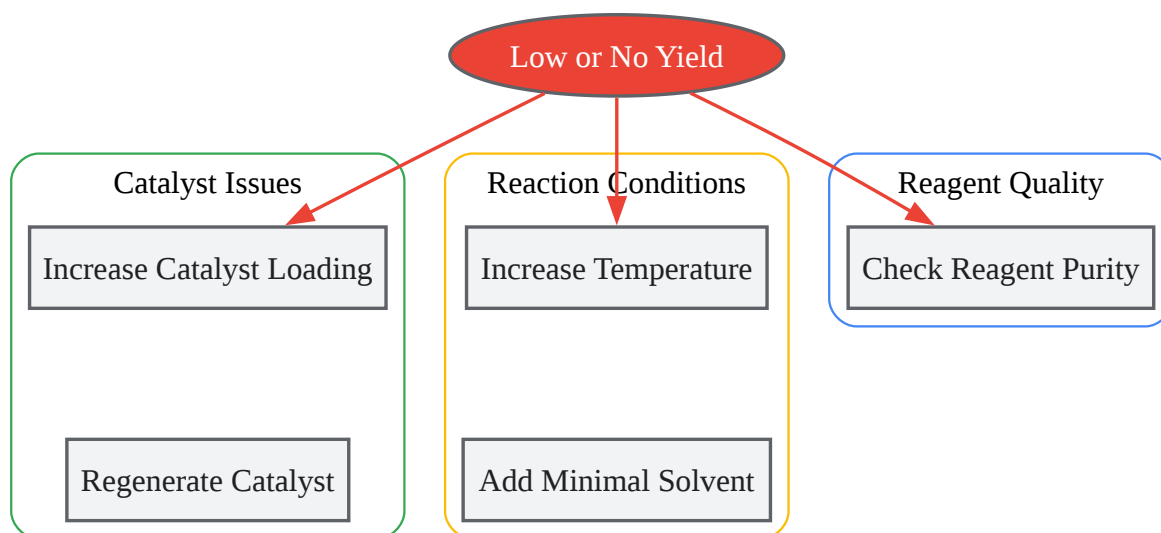 Low or No Yield
Catalyst Issues
Increase Catalyst Loading
Regenerate Catalyst
Reaction Conditions
Increase Temperature
Add Minimal Solvent
Reagent Quality
Check Reagent Purity